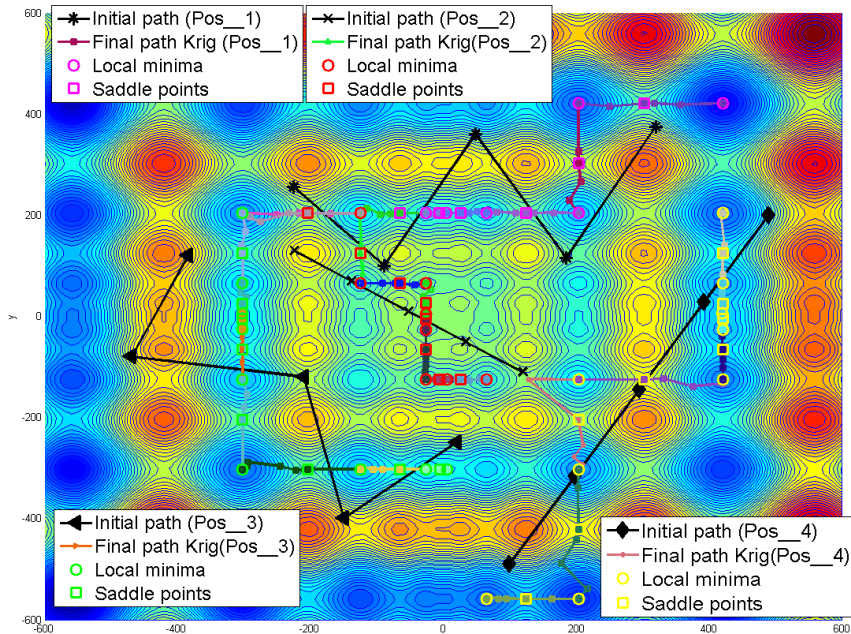 600
400
200
0
-200
-400
-600
y
-600
-400
-200
0
200
400
600
Initial path (Pos__1)
Final path Krig (Pos__1)
Local minima
Saddle points
Initial path (Pos__2)
Final path Krig(Pos__2)
Local minima
Saddle points
Initial path (Pos__3)
Final path Krig(Pos__3)
Local minima
Saddle points
Initial path (Pos__4)
Final path Krig(Pos__4)
Local minima
Saddle points